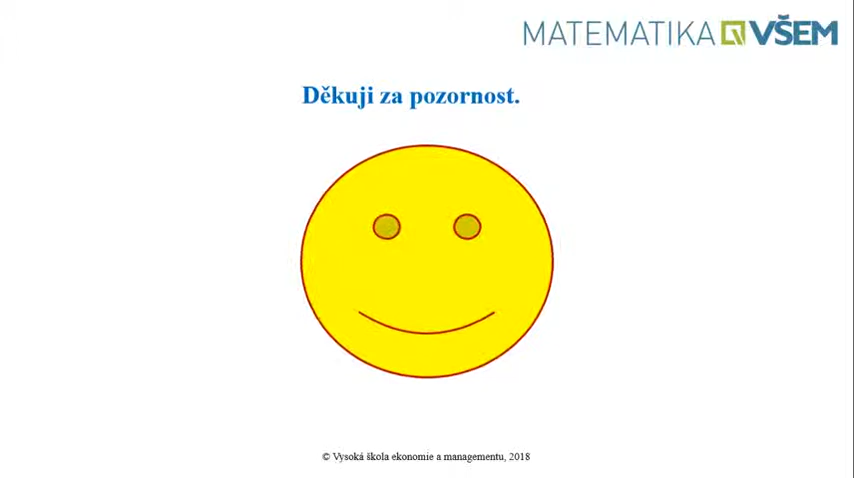 MATEMATIKA VŠEM
Děkuji za pozornost.
© Vysoká škola ekonomie a managementu, 2018